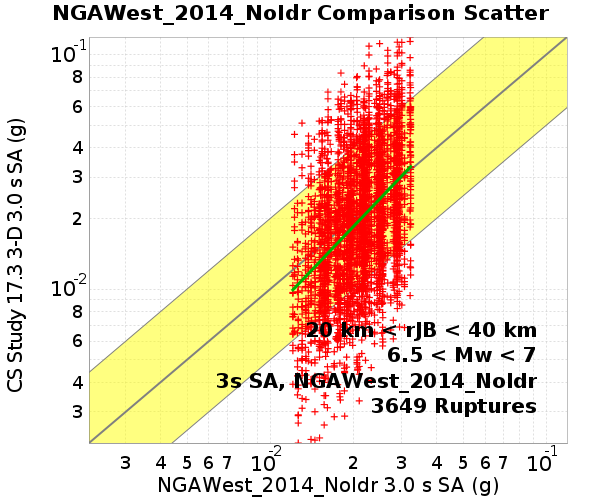 NGAWest_2014_NoIdr Comparison Scatter
CS Study 17.3 3-D 3.0 s SA (g)
10⁻¹
8
6
4
3
2
10⁻²
8
6
4
3
20 km < rJB < 40 km
6.5 < Mw < 7
3s SA, NGAWest_2014_NoIdr
3649 Ruptures
3 4 5 6 7 10⁻² 2 3 4 5 6 7 10⁻¹
NGAWest_2014_NoIdr 3.0 s SA (g)